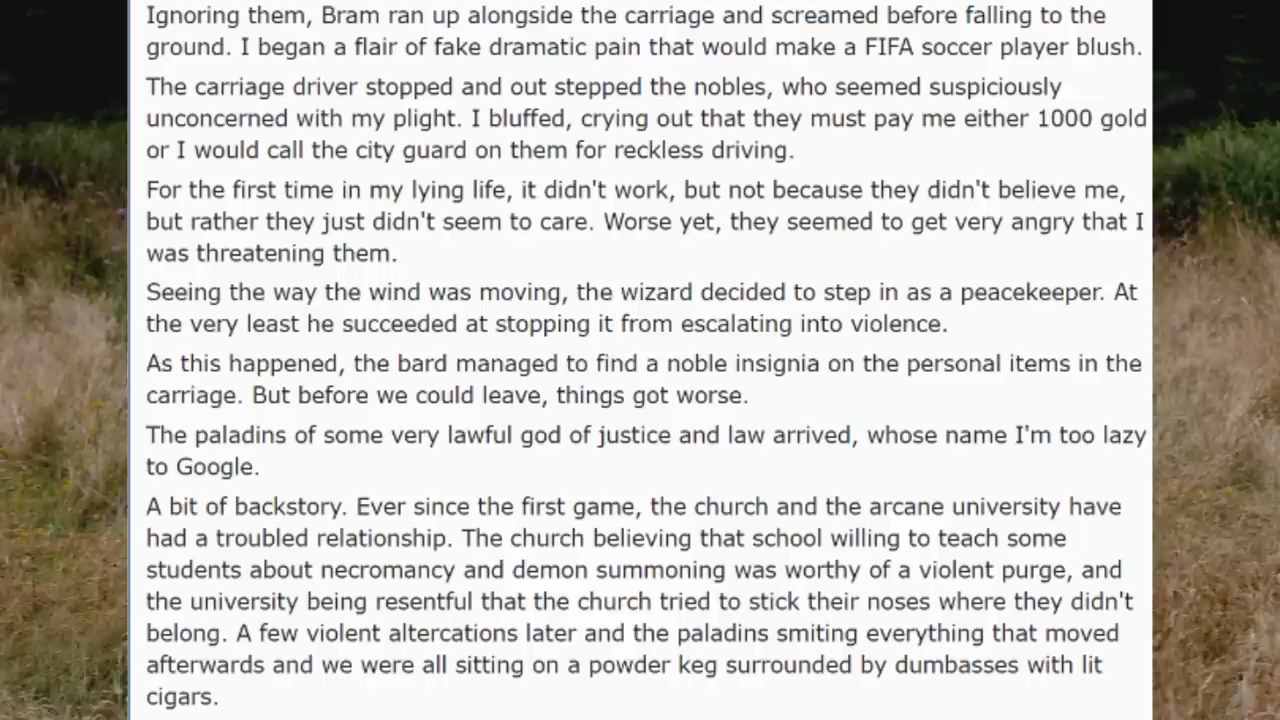 Ignoring them, Bram ran up alongside the carriage and screamed before falling to the
ground. I began a flair of fake dramatic pain that would make a FIFA soccer player blush.
The carriage driver stopped and out stepped the nobles, who seemed suspiciously
unconcerned with my plight. I bluffed, crying out that they must pay me either 1000 gold
or I would call the city guard on them for reckless driving.
For the first time in my lying life, it didn't work, but not because they didn't believe me,
but rather they just didn't seem to care. Worse yet, they seemed to get very angry that I
was threatening them.
Seeing the way the wind was moving, the wizard decided to step in as a peacekeeper. At
the very least he succeeded at stopping it from escalating into violence.
As this happened, the bard managed to find a noble insignia on the personal items in the
carriage. But before we could leave, things got worse.
The paladins of some very lawful god of justice and law arrived, whose name I'm too lazy
to Google.
A bit of backstory. Ever since the first game, the church and the arcane university have
had a troubled relationship. The church believing that school willing to teach some
students about necromancy and demon summoning was worthy of a violent purge, and
the university being resentful that the church tried to stick their noses where they didn't
belong. A few violent altercations later and the paladins smiting everything that moved
afterwards and we were all sitting on a powder keg surrounded by dumbasses with lit
cigars.